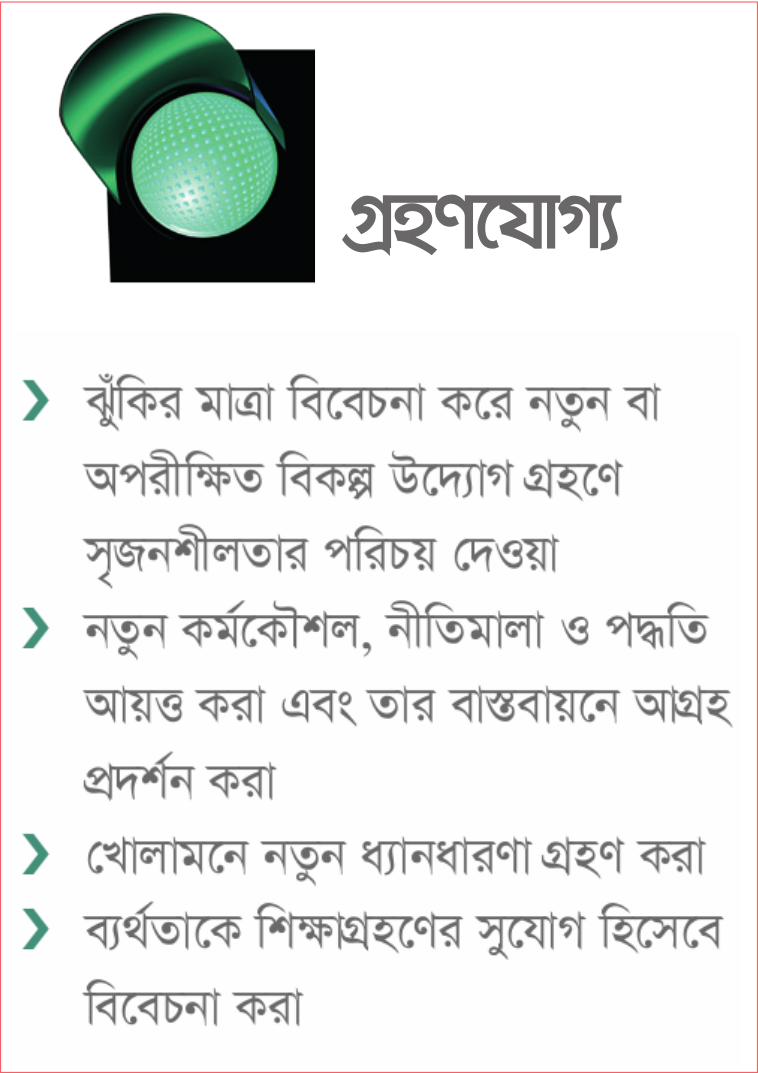 গ্রহণযোগ্য
ঝুঁকির মাত্রা বিবেচনা করে নতুন বা
অপরীক্ষিত বিকল্প উদ্যোগ গ্রহণে
সৃজনশীলতার পরিচয় দেওয়া
নতুন কর্মকৌশল, নীতিমালা ও পদ্ধতি
আয়ত্ত করা এবং তার বাস্তবায়নে আগ্রহ
প্রদর্শন করা
খোলামনে নতুন ধ্যানধারণা গ্রহণ করা
ব্যর্থতাকে শিক্ষাগ্রহণের সুযোগ হিসেবে
বিবেচনা করা